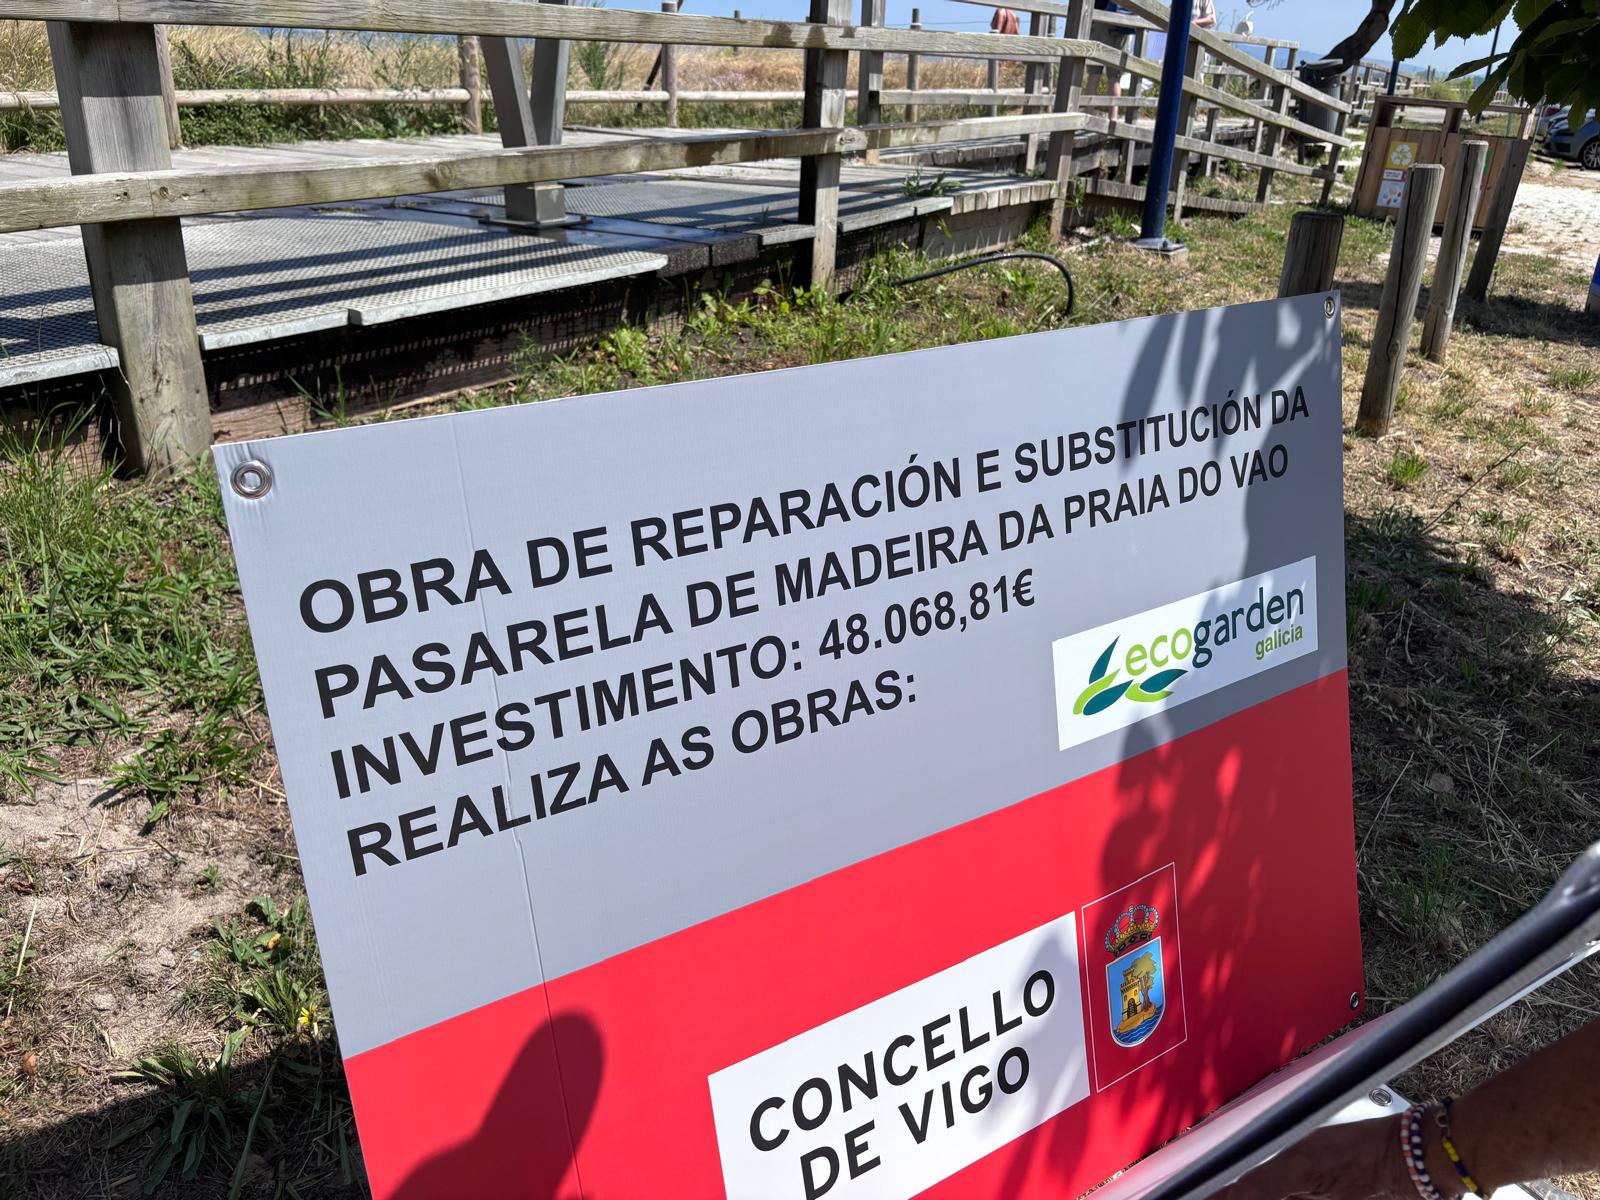 OBRA DE REPARACIÓN E SUBSTITUCIÓN DA
PASARELA DE MADEIRA DA PRAIA DO VAO
INVESTIMENTO: 48.068,81€
REALIZA AS OBRAS:
ecogarden
galicia
CONCELLO
DE VIGO